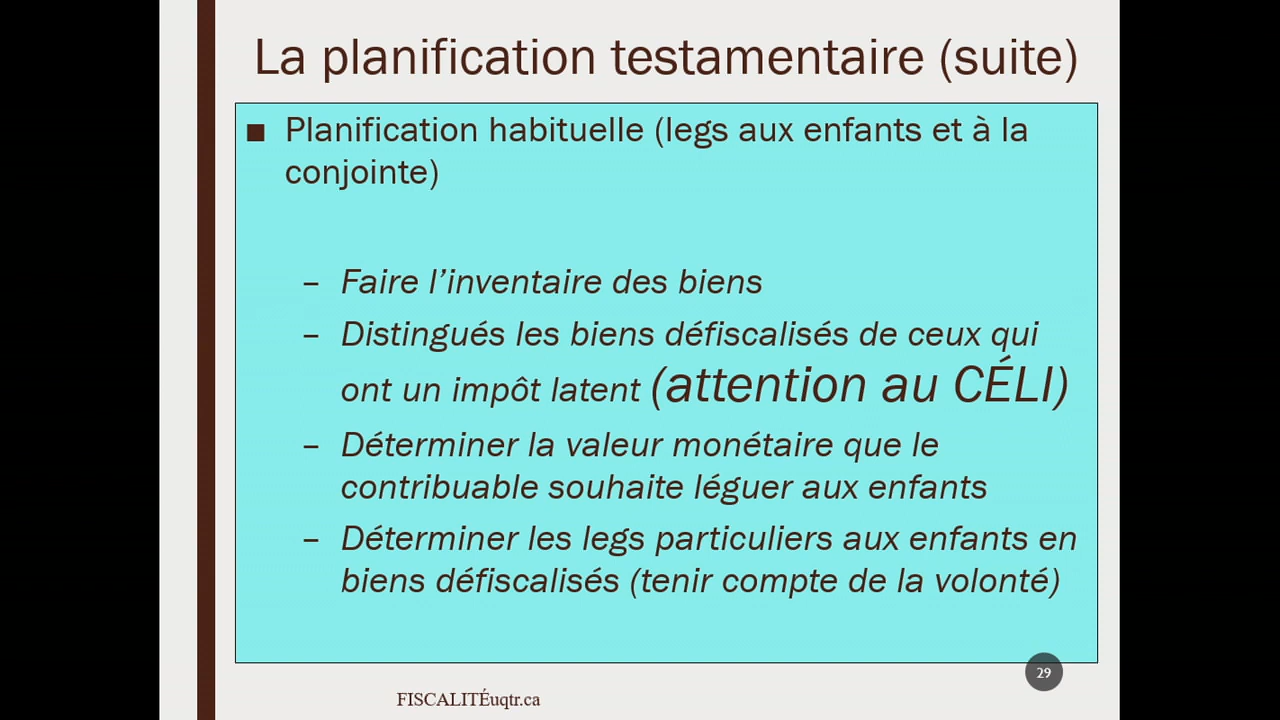 La planification testamentaire (suite)
■ Planification habituelle (legs aux enfants et à la
conjointe)
– Faire l’inventaire des biens
– Distingués les biens défiscalisés de ceux qui
ont un impôt latent (attention au CÉLI)
– Déterminer la valeur monétaire que le
contribuable souhaite léguer aux enfants
– Déterminer les legs particuliers aux enfants en
biens défiscalisés (tenir compte de la volonté)
29
FISCALITÉuqtr.ca